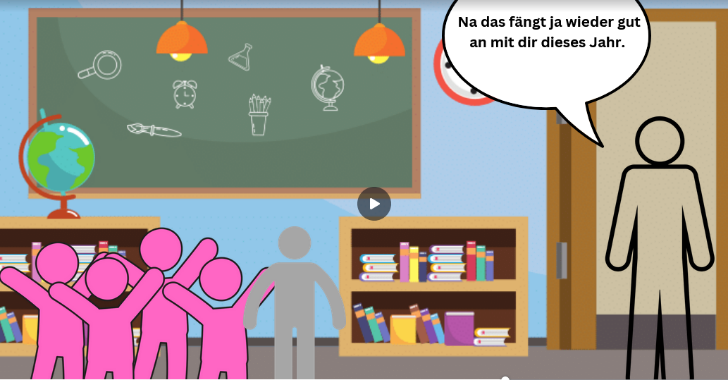 Na das fängt ja wieder gut
an mit dir dieses Jahr.